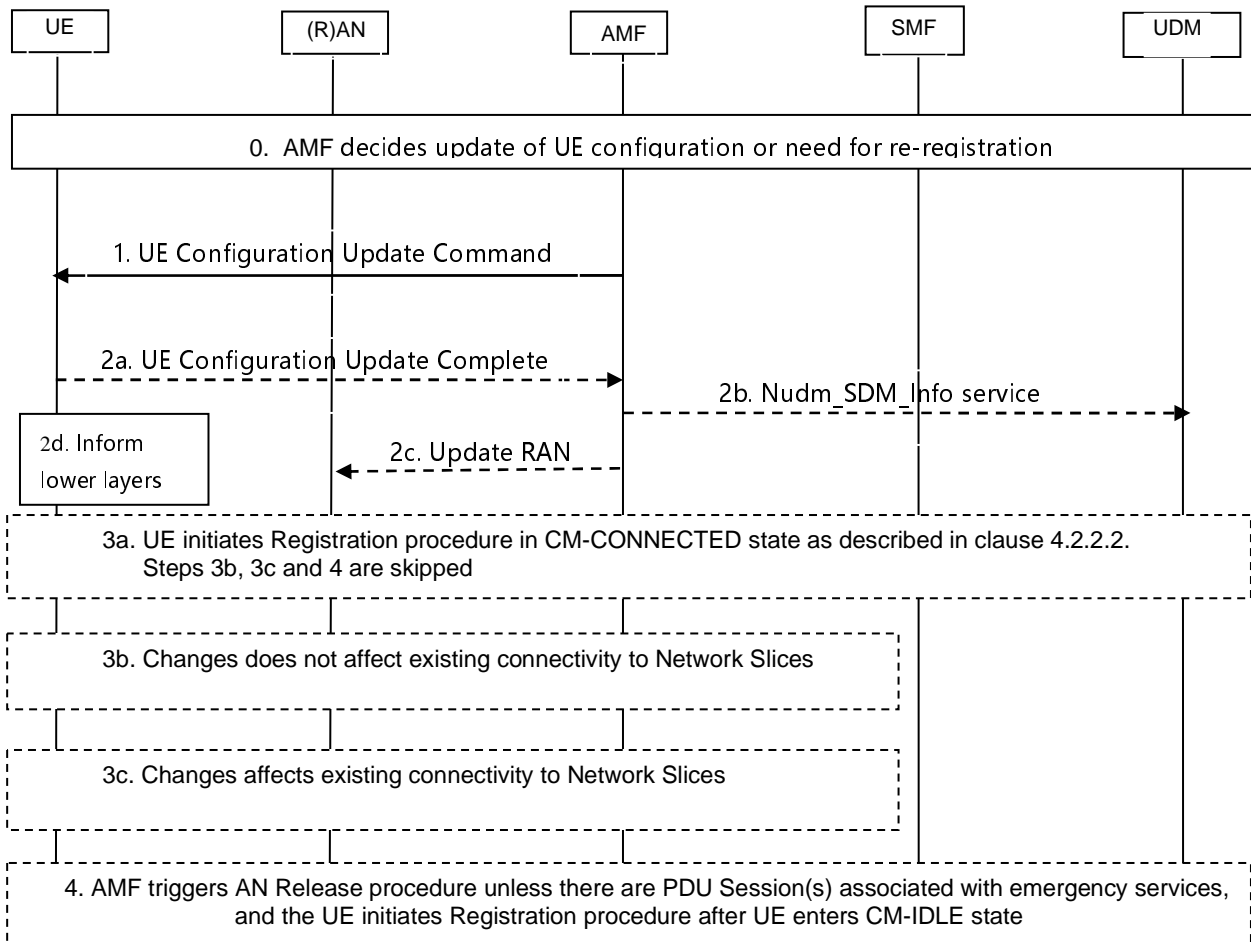 UE
(R)AN
AMF
SMF
UDM
0. AMF decides update of UE configuration or need for re-registration
1. UE Configuration Update Command
2a. UE Configuration Update Complete
2b. Nudm_SDM_Info service
2c. Update RAN
2d. Inform
lower layers
3a. UE initiates Registration procedure in CM-CONNECTED state as described in clause 4.2.2.2.
Steps 3b, 3c and 4 are skipped
3b. Changes does not affect existing connectivity to Network Slices
3c. Changes affects existing connectivity to Network Slices
4. AMF triggers AN Release procedure unless there are PDU Session(s) associated with emergency services,
and the UE initiates Registration procedure after UE enters CM-IDLE state